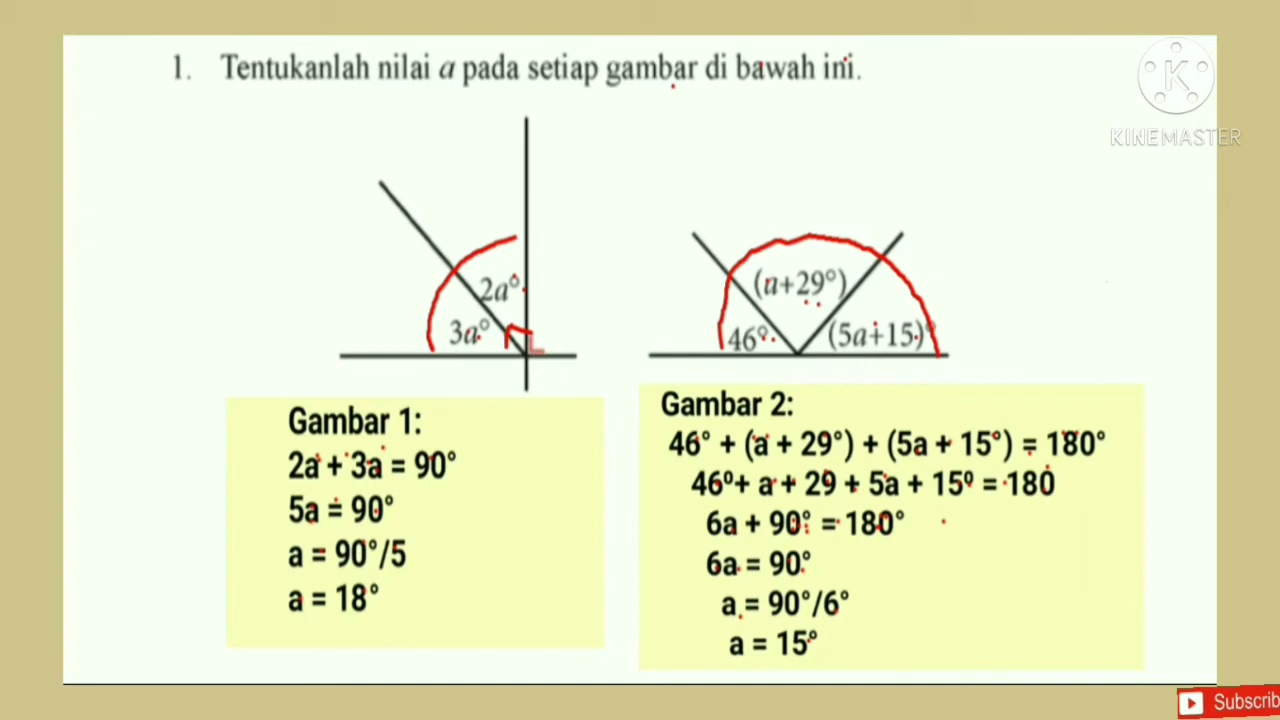 1. Tentukanlah nilai a pada setiap gambar di bawah ini.
KINEMASTER
2a°
3a°
(a+29°)
46°
(5a+15)°
Gambar 1:
2a + 3a = 90°
5a = 90°
a = 90°/5
a = 18°
Gambar 2:
46° + (a + 29°) + (5a + 15°) = 180°
46⁰+ a + 29 + 5a + 15⁰ = 180
6a + 90° = 180°
6a = 90°
a = 90°/6°
a = 15°
Subscrib